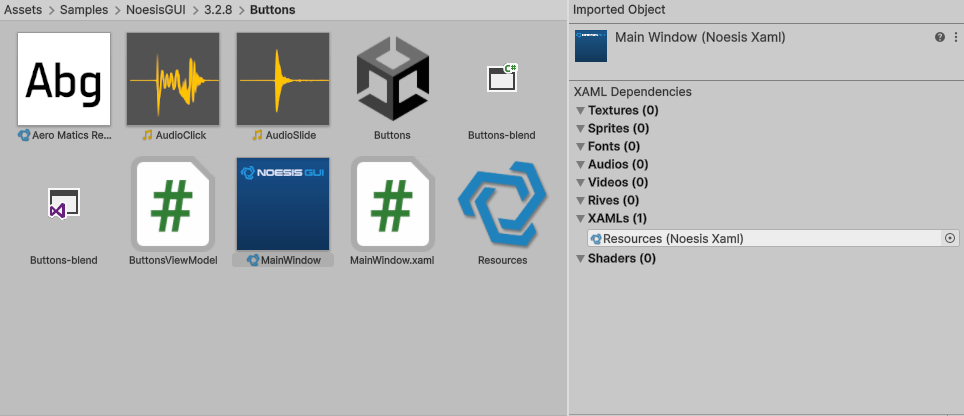 Assets > Samples > NoesisGUI > 3.2.8 > Buttons
Abg
Aero Matics Re...
AudioClick
AudioSlide
Buttons
C#
Buttons-blend
Buttons-blend
#
ButtonsViewModel
NOESIS GUI
MainWindow
#
MainWindow.xaml
Resources
Imported Object
Main Window (Noesis Xaml)
XAML Dependencies
Textures (0)
Sprites (0)
Fonts (0)
Audios (0)
Videos (0)
Rives (0)
XAMLs (1)
Resources (Noesis Xaml)
Shaders (0)